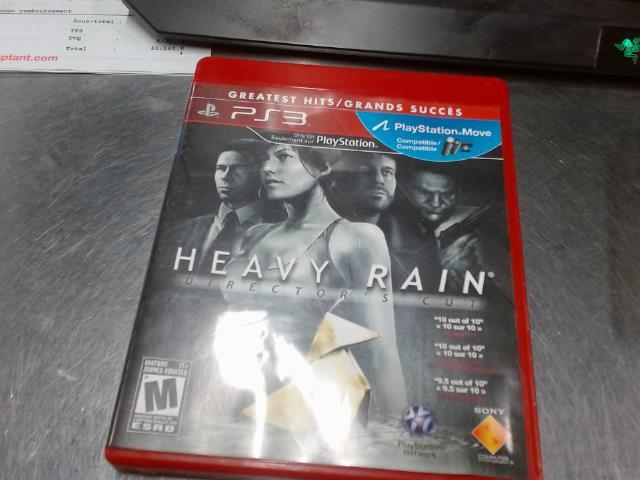 Sous-total :
TPS
TVQ
Total
ptant.com
GREATEST HITS/GRANDS SUCCÈS
PS3
PlayStation®Move
Compatible/
Compatible
Only On
Seulement sur
PlayStation®
HEAVY RAIN®
DIRECTOR'S CUT
"10 out of 10"
« 10 sur 10 »
"10 out of 10"
« 10 sur 10 »
"9.5 out of 10"
« 9.5 sur 10 »
MATURE 17+
JEUNES ADULTES
M
ESRB
PlayStation®
Network
SONY